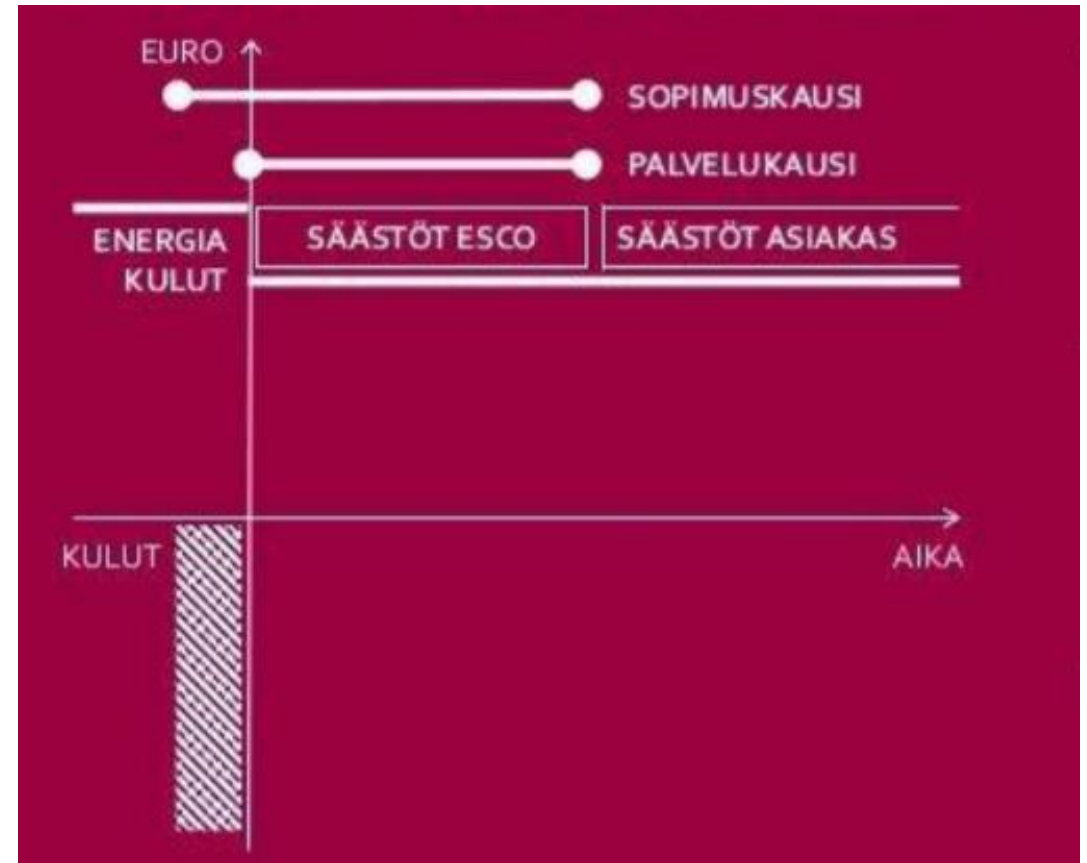 EURO
SOPIMUSKAUSI
PALVELUKAUSI
ENERGIA
KULUT
SÄÄSTÖT ESCO
SÄÄSTÖT ASIAKAS
KULUT
AIKA